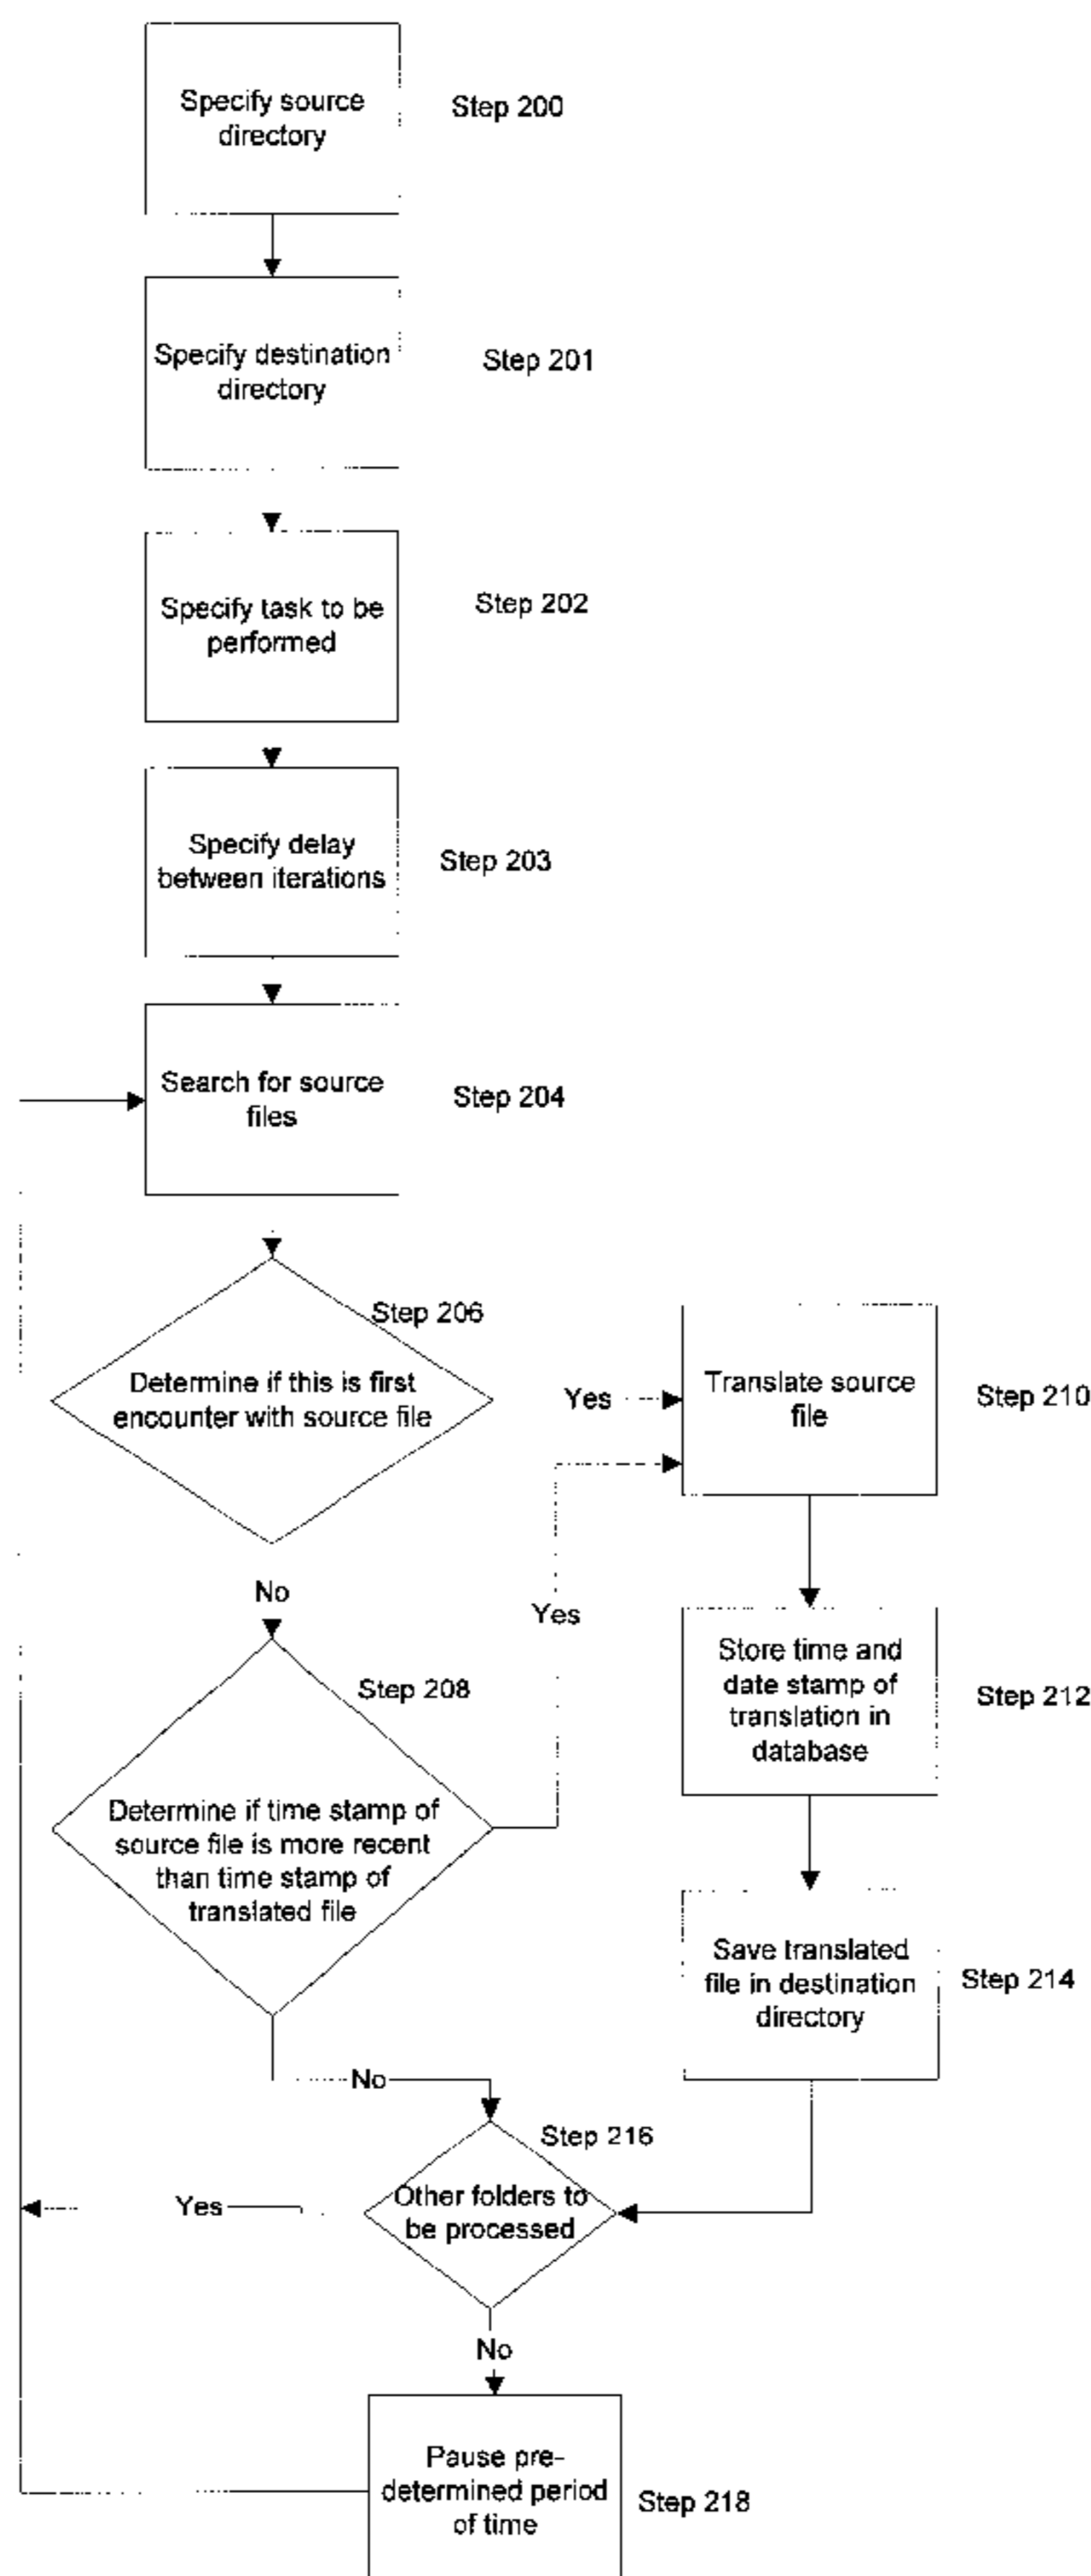 Specify source
directory
Step 200
Specify destination
directory
Step 201
Specify task to be
performed
Step 202
Specify delay
between iterations
Step 203
Search for source
files
Step 204
Step 206
Determine if this is first
encounter with source file
Yes
Translate source
file
Step 210
No
Yes
Step 208
Determine if time stamp of
source file is more recent
than time stamp of
translated file
Store time and
date stamp of
translation in
database
Step 212
Save translated
file in destination
directory
Step 214
No
Step 216
Other folders to
be processed
Yes
No
Pause pre-
determined period
of time
Step 218